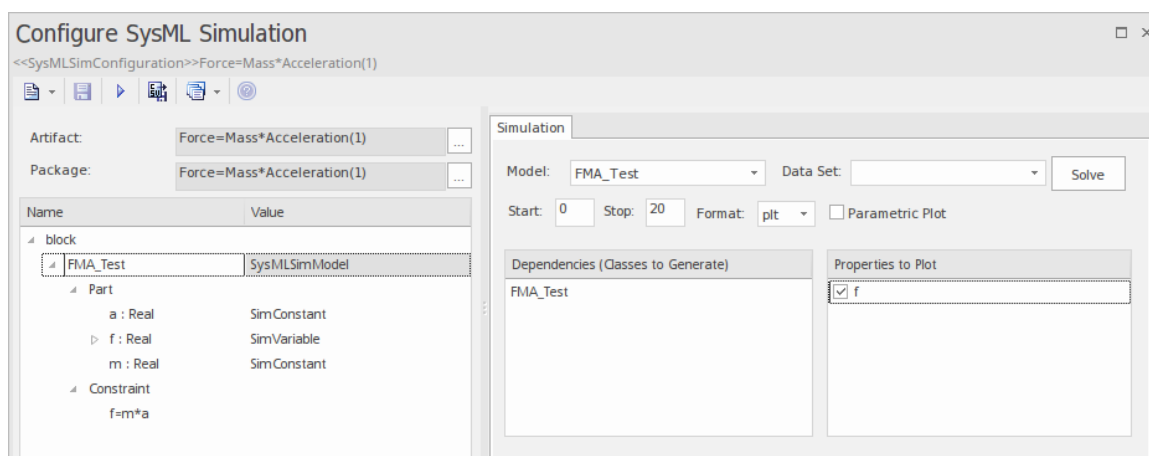 Configure SysML Simulation
<<SysMLSimConfiguration>>Force=Mass*Acceleration(1)
Artifact: Force=Mass*Acceleration(1) ...
Package: Force=Mass*Acceleration(1) ...
Name Value
block
FMA_Test SysMLSimModel
Part
a : Real SimConstant
f : Real SimVariable
m : Real SimConstant
Constraint
f=m*a
Simulation
Model: FMA_Test Data Set: Solve
Start: 0 Stop: 20 Format: plt Parametric Plot
Dependencies (Classes to Generate) Properties to Plot
FMA_Test f